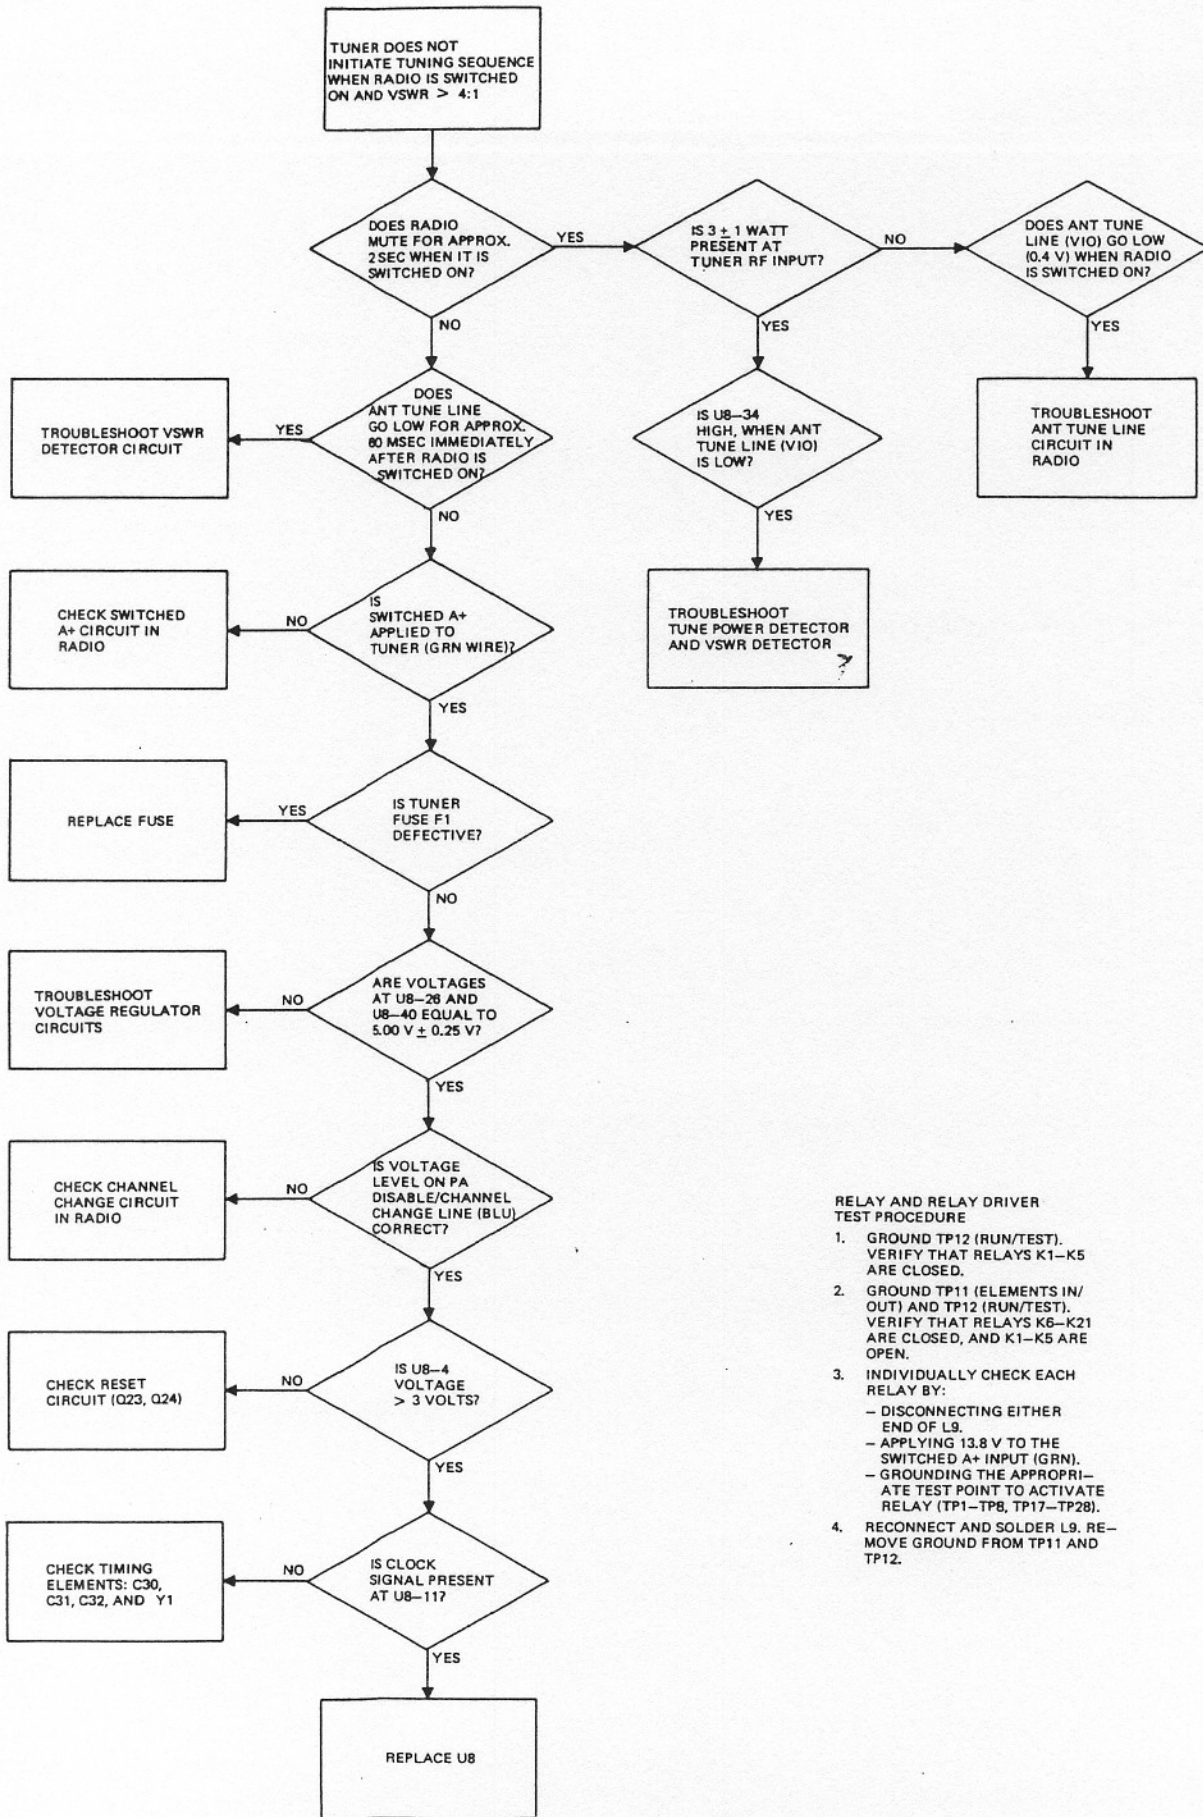 TUNER DOES NOT
INITIATE TUNING SEQUENCE
WHEN RADIO IS SWITCHED
ON AND VSWR > 4:1
DOES RADIO
MUTE FOR APPROX.
2 SEC WHEN IT IS
SWITCHED ON?
YES
IS 3 ± 1 WATT
PRESENT AT
TUNER RF INPUT?
NO
DOES ANT TUNE
LINE (VIO) GO LOW
(0.4 V) WHEN RADIO
IS SWITCHED ON?
NO
YES
YES
DOES
ANT TUNE LINE
GO LOW FOR APPROX.
60 MSEC IMMEDIATELY
AFTER RADIO IS
SWITCHED ON?
YES
TROUBLESHOOT VSWR
DETECTOR CIRCUIT
IS U8-34
HIGH, WHEN ANT
TUNE LINE (VIO)
IS LOW?
TROUBLESHOOT
ANT TUNE LINE
CIRCUIT IN
RADIO
NO
YES
IS
SWITCHED A+
APPLIED TO
TUNER (GRN WIRE)?
NO
CHECK SWITCHED
A+ CIRCUIT IN
RADIO
TROUBLESHOOT
TUNE POWER DETECTOR
AND VSWR DETECTOR
YES
IS TUNER
FUSE F1
DEFECTIVE?
YES
REPLACE FUSE
NO
ARE VOLTAGES
AT U8-26 AND
U8-40 EQUAL TO
5.00 V ± 0.25 V?
NO
TROUBLESHOOT
VOLTAGE REGULATOR
CIRCUITS
YES
IS VOLTAGE
LEVEL ON PA
DISABLE/CHANNEL
CHANGE LINE (BLU)
CORRECT?
NO
CHECK CHANNEL
CHANGE CIRCUIT
IN RADIO
YES
IS U8-4
VOLTAGE
> 3 VOLTS?
NO
CHECK RESET
CIRCUIT (Q23, Q24)
YES
IS CLOCK
SIGNAL PRESENT
AT U8-11?
NO
CHECK TIMING
ELEMENTS: C30,
C31, C32, AND Y1
YES
REPLACE U8
RELAY AND RELAY DRIVER
TEST PROCEDURE
1. GROUND TP12 (RUN/TEST).
VERIFY THAT RELAYS K1-K5
ARE CLOSED.
2. GROUND TP11 (ELEMENTS IN/
OUT) AND TP12 (RUN/TEST).
VERIFY THAT RELAYS K6-K21
ARE CLOSED, AND K1-K5 ARE
OPEN.
3. INDIVIDUALLY CHECK EACH
RELAY BY:
- DISCONNECTING EITHER
END OF L9.
- APPLYING 13.8 V TO THE
SWITCHED A+ INPUT (GRN).
- GROUNDING THE APPROPRI-
ATE TEST POINT TO ACTIVATE
RELAY (TP1-TP8, TP17-TP28).
4. RECONNECT AND SOLDER L9. RE-
MOVE GROUND FROM TP11 AND
TP12.